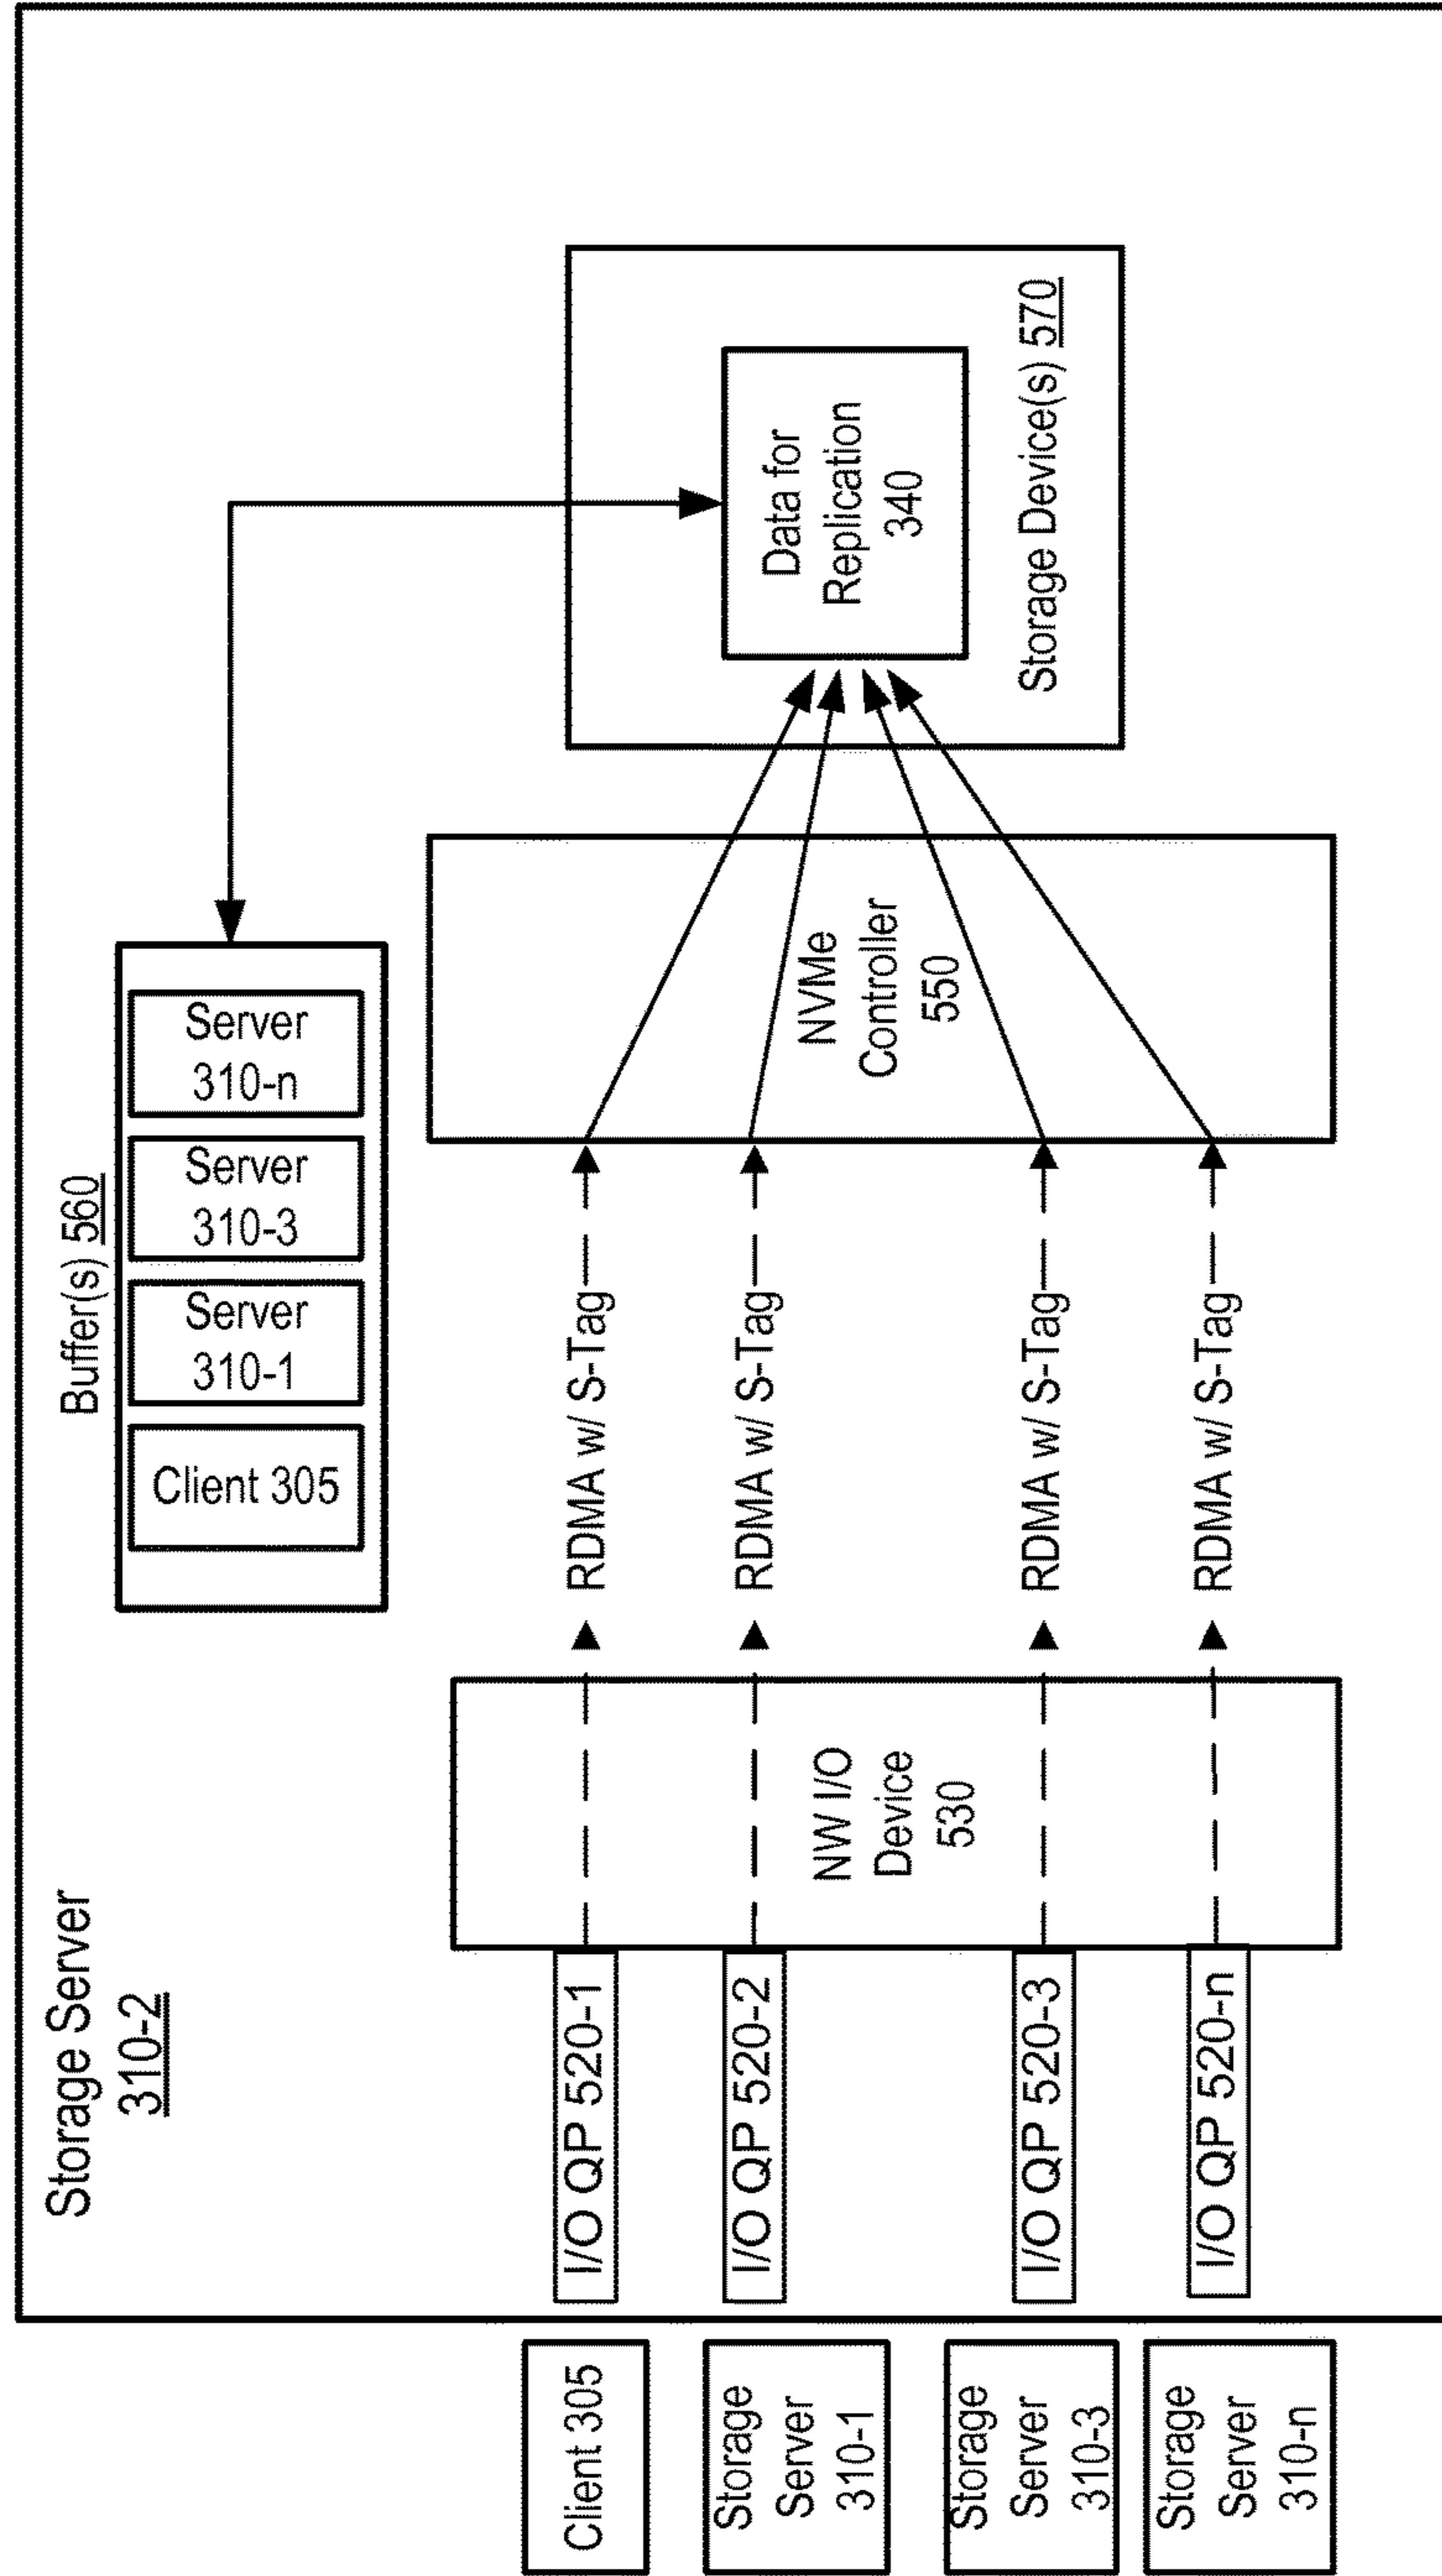 Storage Server
310-2
Buffer(s) 560
Client 305
Server
310-1
Server
310-3
Server
310-n
Client 305
I/O QP 520-1
RDMA w/ S-Tag
Storage
Server
310-1
I/O QP 520-2
RDMA w/ S-Tag
NW I/O
Device
530
NVMe
Controller
550
Data for
Replication
340
Storage Device(s) 570
Storage
Server
310-3
I/O QP 520-3
RDMA w/ S-Tag
Storage
Server
310-n
I/O QP 520-n
RDMA w/ S-Tag